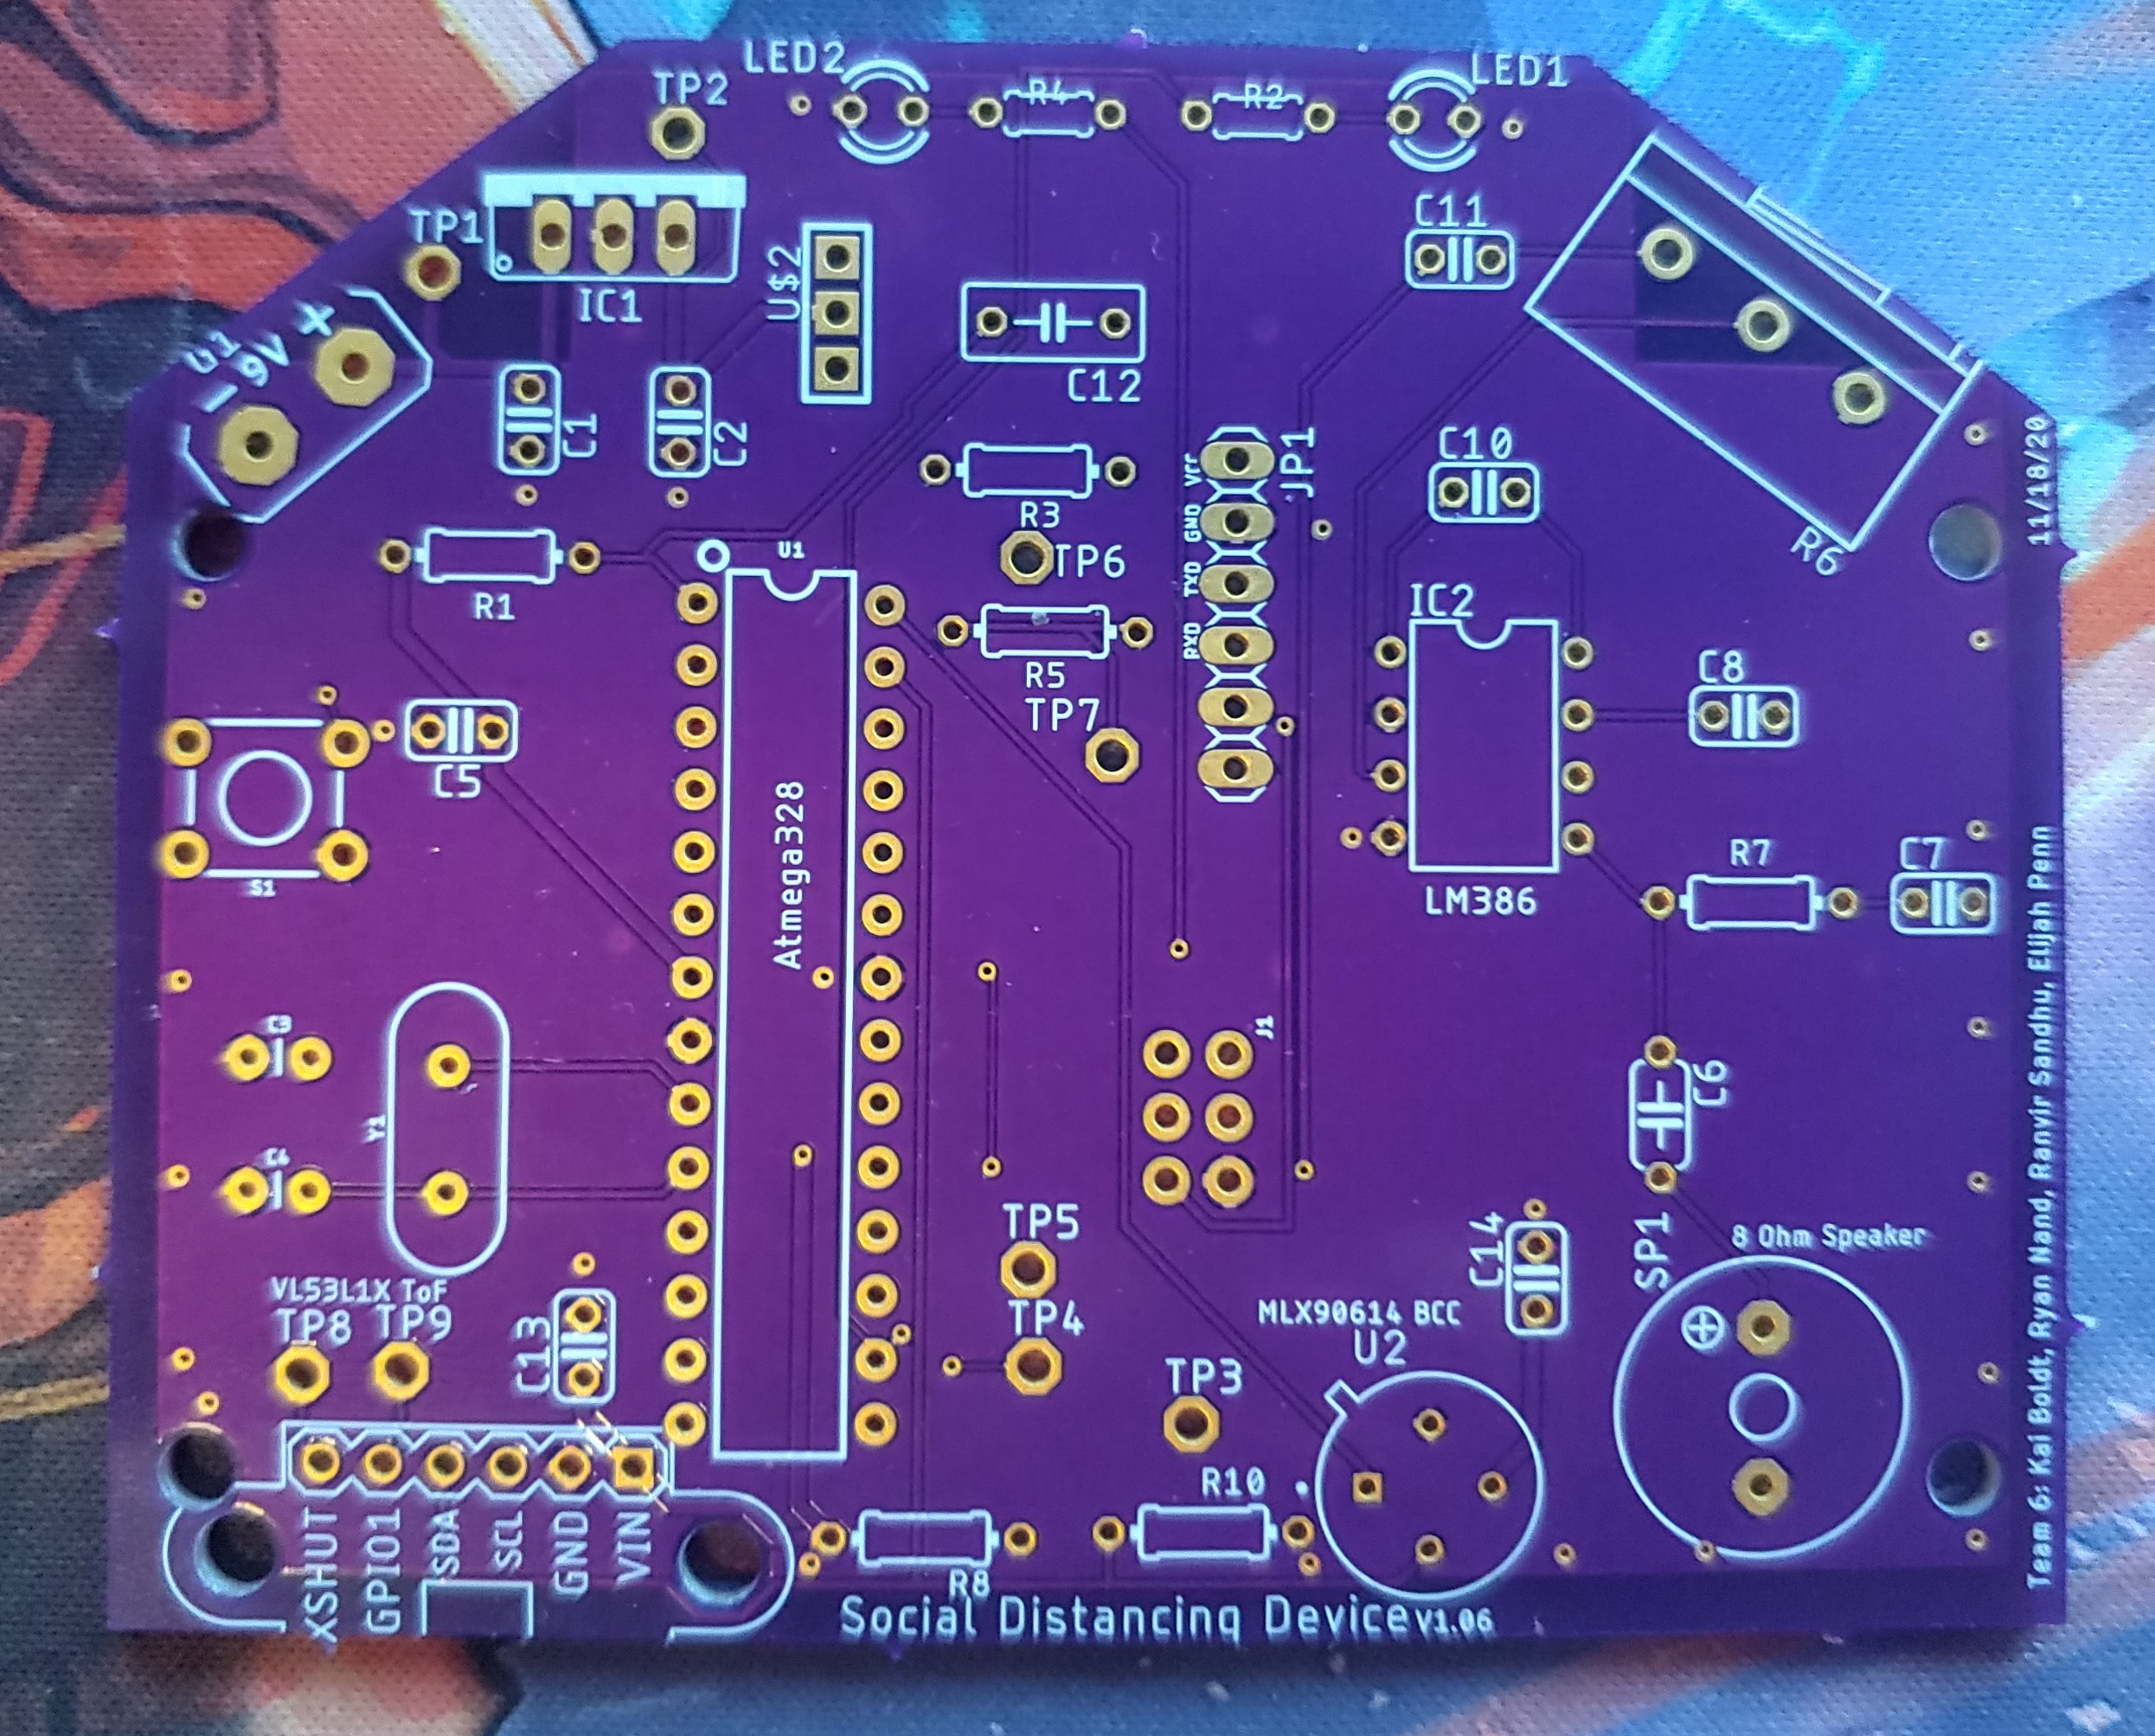 LED2
LED1
TP2
R4
R2
TP1
C11
U$2
IC1
+
- 9V
C12
C1
C2
JP1
VCC
GND
TXD
RXD
C10
R3
TP6
R6
11/18/20
U1
R1
IC2
R5
TP7
C8
C5
S1
Atmega328
LM386
R7
C7
C3
J1
Y1
C4
C6
TP5
TP4
VL53L1X ToF
TP8 TP9
C13
C14
SP1
8 Ohm Speaker
MLX90614 BCC
U2
TP3
R10
R8
XSHUT
GPIO1
SDA
SCL
GND
VIN
Social Distancing Device V1.06
Team 6: Kai Boldt, Ryan Nand, Ranvir Sandhu, Elijah Penn